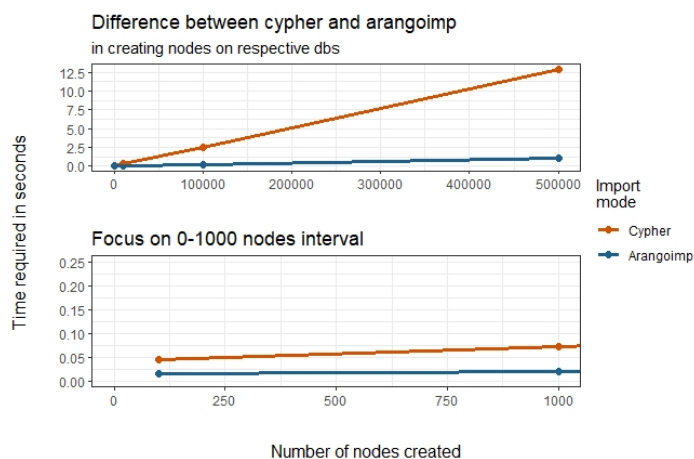 Difference between cypher and arangoimp
in creating nodes on respective dbs
12.5
10.0
7.5
5.0
2.5
0.0
0 100000 200000 300000 400000 500000
Focus on 0-1000 nodes interval
0.25
0.20
0.15
0.10
0.05
0.00
0 250 500 750 1000
Time required in seconds
Number of nodes created
Import
mode
Cypher
Arangoimp